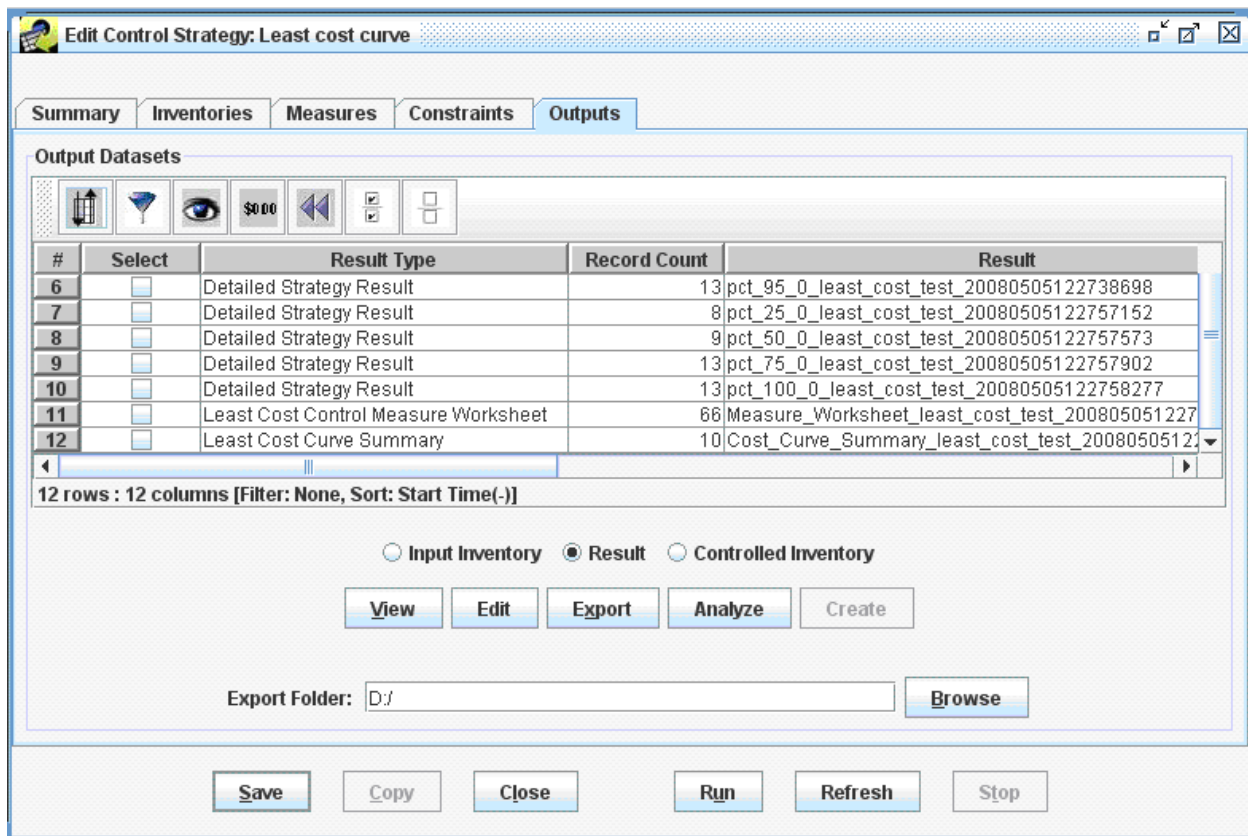 Edit Control Strategy: Least cost curve
Summary Inventories Measures Constraints Outputs
Output Datasets
$0.00
# Select Result Type Record Count Result
6 Detailed Strategy Result 13 pct_95_0_least_cost_test_20080505122738698
7 Detailed Strategy Result 8 pct_25_0_least_cost_test_20080505122757152
8 Detailed Strategy Result 9 pct_50_0_least_cost_test_20080505122757573
9 Detailed Strategy Result 13 pct_75_0_least_cost_test_20080505122757902
10 Detailed Strategy Result 13 pct_100_0_least_cost_test_20080505122758277
11 Least Cost Control Measure Worksheet 66 Measure_Worksheet_least_cost_test_200805051227
12 Least Cost Curve Summary 10 Cost_Curve_Summary_least_cost_test_2008050512
12 rows : 12 columns [Filter: None, Sort: Start Time(-)]
Input Inventory Result Controlled Inventory
View Edit Export Analyze Create
Export Folder: D:/ Browse
Save Copy Close Run Refresh Stop